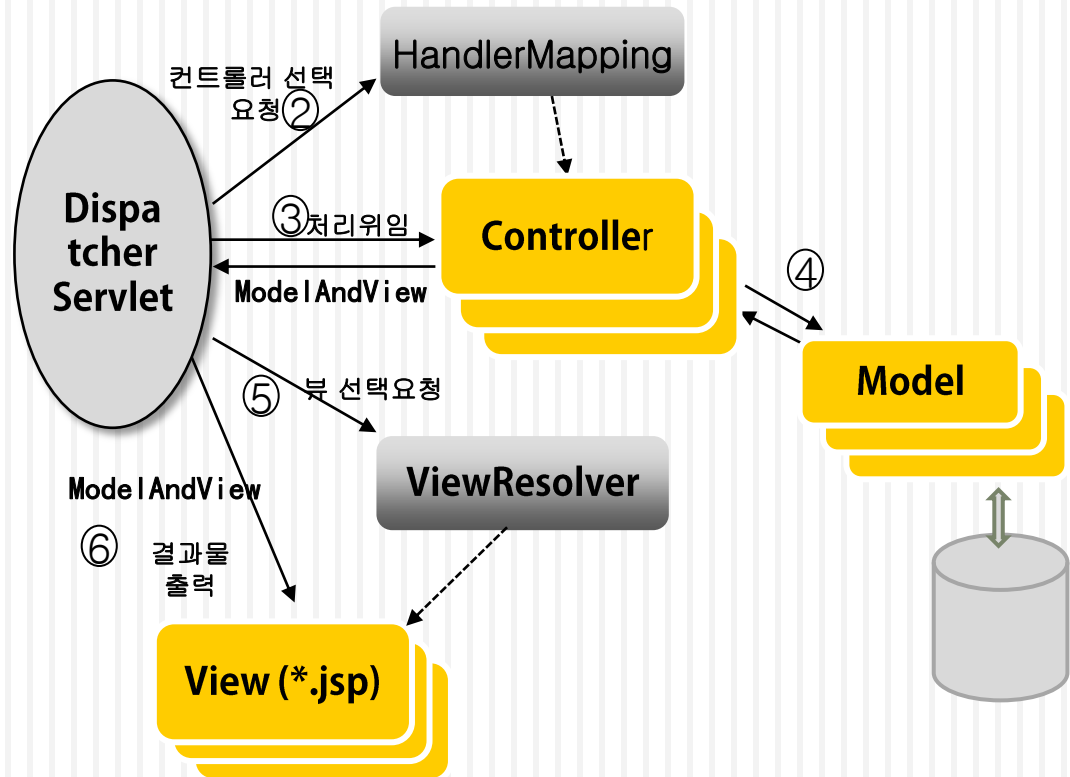 HandlerMapping
컨트롤러 선택
요청②
Dispa
tcher
Servlet
③처리위임
Controller
ModelAndView
④
Model
⑤ 뷰 선택요청
ViewResolver
ModelAndView
⑥ 결과물
출력
View (*.jsp)